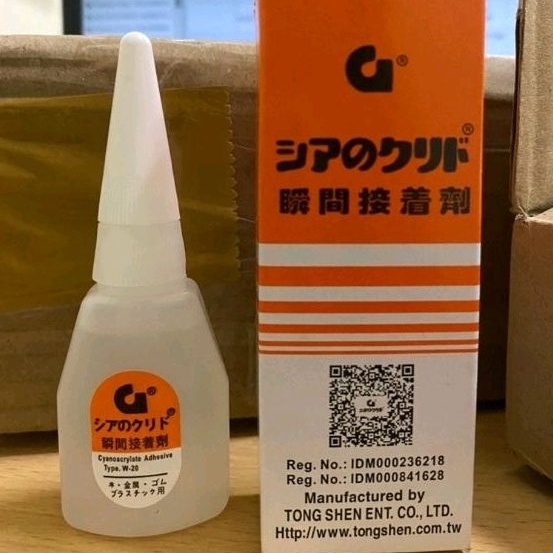 シアのクリド®
瞬間接着剤
Reg. No.: IDM000236218
Reg. No.: IDM000841628
Manufactured by
TONG SHEN ENT. CO., LTD.
Http://www.tongshen.com.tw
シアのクリド®
瞬間接着剤
Cyanoacrylate Adhesive
Type. W-20
木・金属・ゴム
プラスチック用